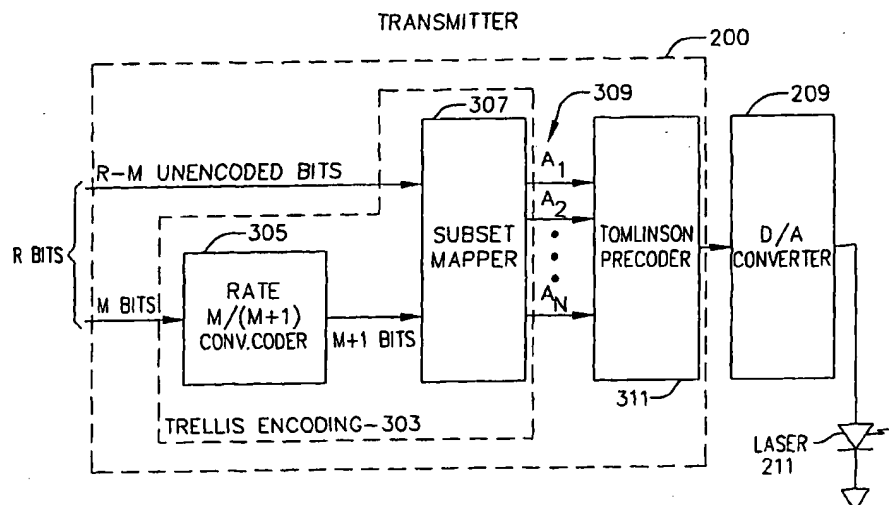 TRANSMITTER
200
307
309
209
R-M UNENCODED BITS
A1
A2
AN
305
R BITS
M BITS
RATE
M/(M+1)
CONV.CODER
M+1 BITS
SUBSET
MAPPER
TOMLINSON
PRECODER
D/A
CONVERTER
311
TRELLIS ENCODING-303
LASER
211